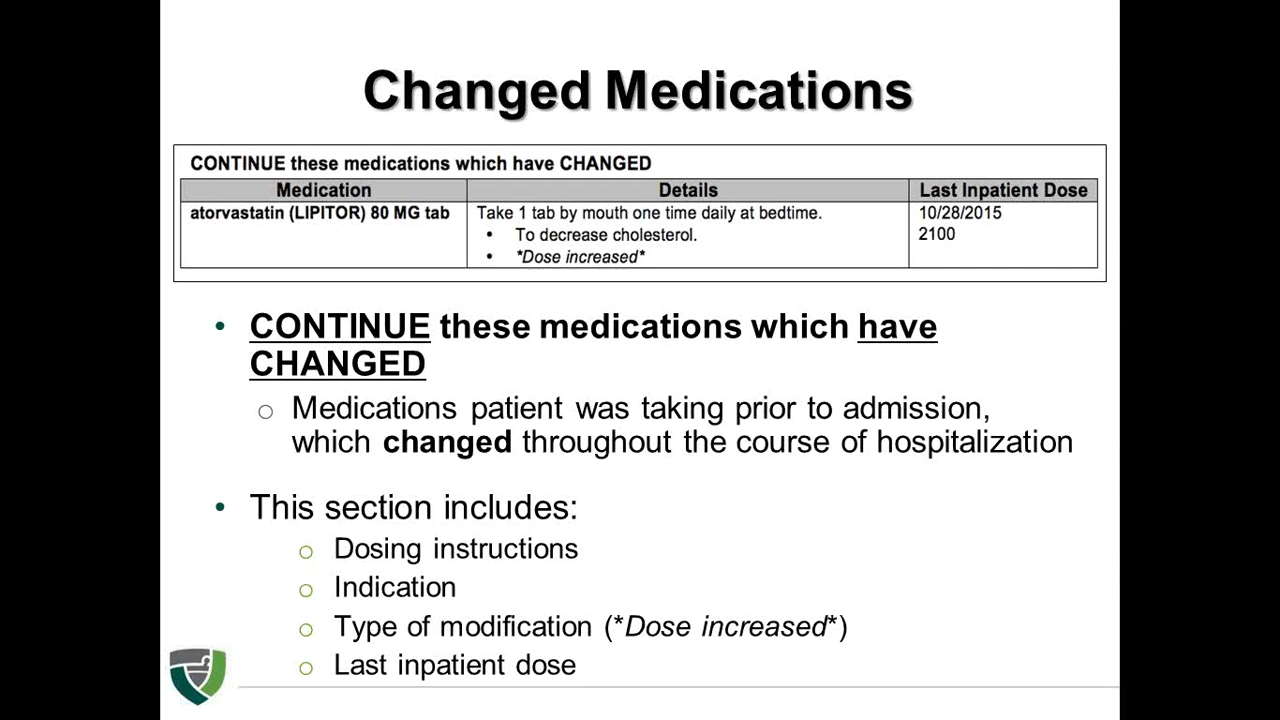 Changed Medications
CONTINUE these medications which have CHANGED
Medication Details Last Inpatient Dose
atorvastatin (LIPITOR) 80 MG tab Take 1 tab by mouth one time daily at bedtime. 10/28/2015
• To decrease cholesterol. 2100
• *Dose increased*
• CONTINUE these medications which have
CHANGED
o Medications patient was taking prior to admission,
which changed throughout the course of hospitalization
• This section includes:
o Dosing instructions
o Indication
o Type of modification (*Dose increased*)
o Last inpatient dose